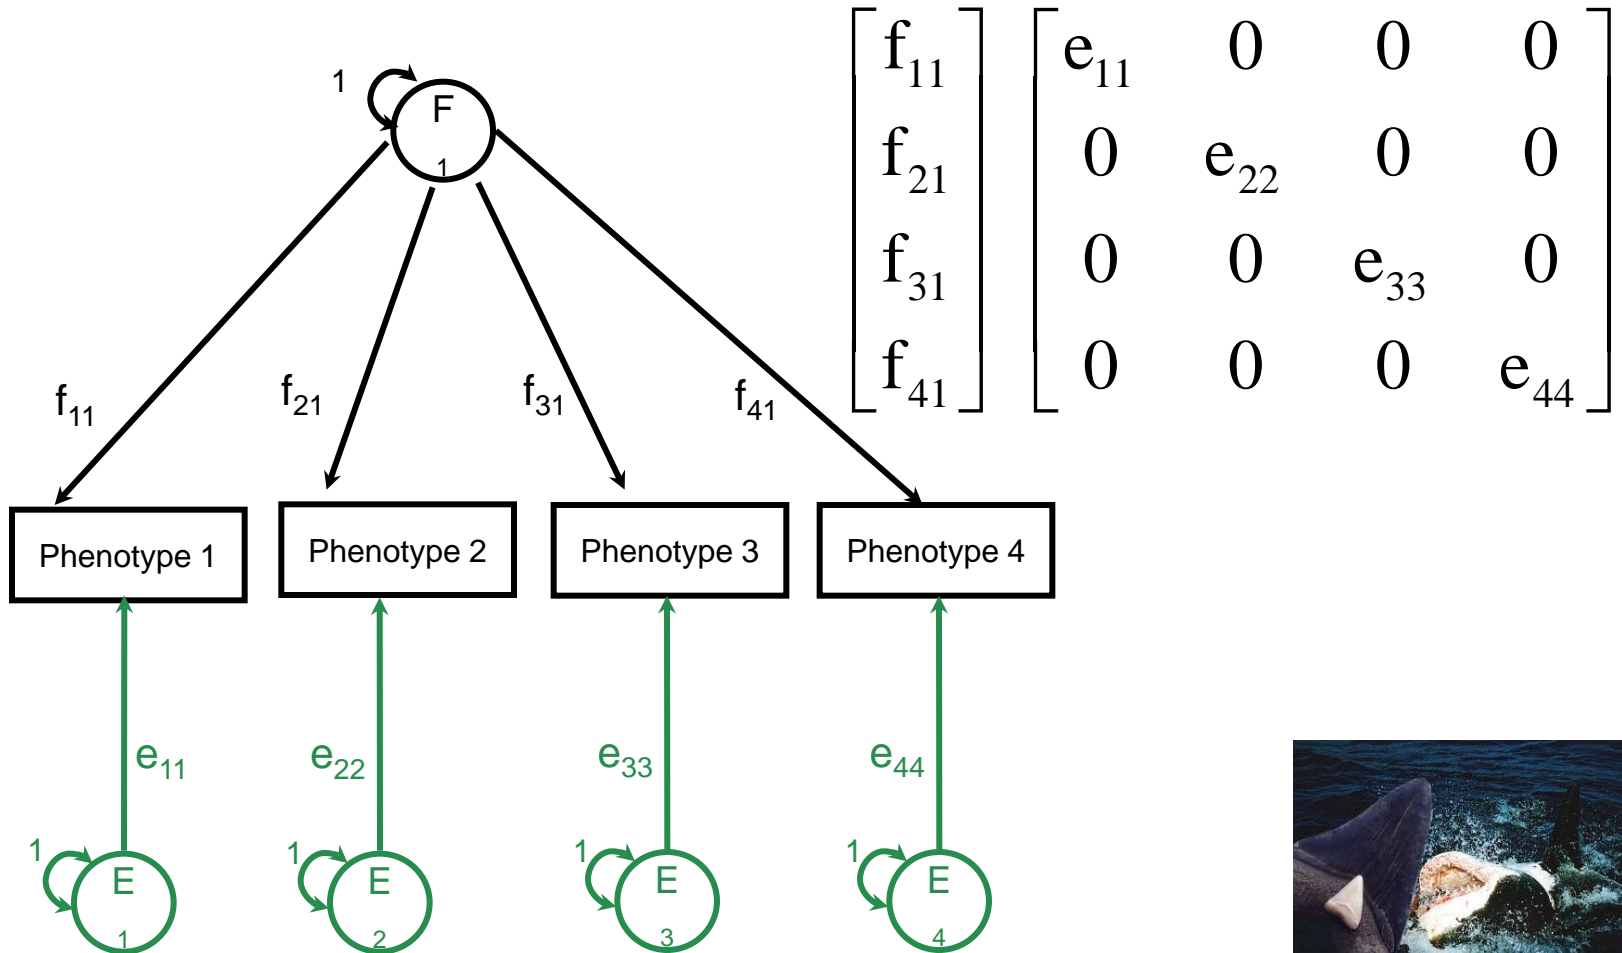 1
F
1
f11
f21
f31
f41
Phenotype 1
Phenotype 2
Phenotype 3
Phenotype 4
e11
e22
e33
e44
1
E
1
1
E
2
1
E
3
1
E
4
f11
f21
f31
f41
e11 0 0 0
0 e22 0 0
0 0 e33 0
0 0 0 e44